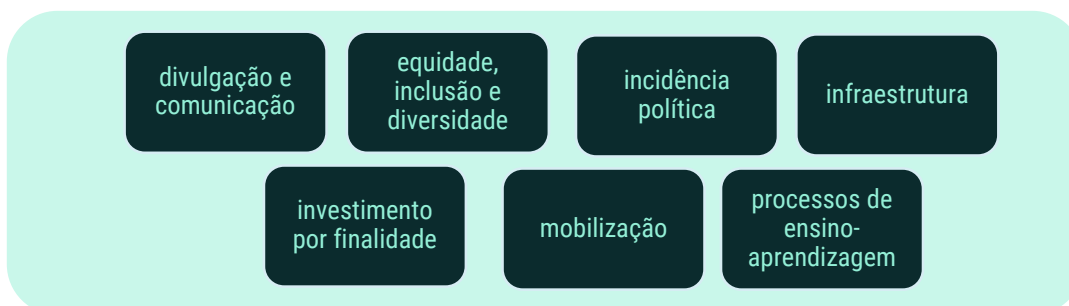 divulgação e
comunicação
equidade,
inclusão e
diversidade
incidência
política
infraestrutura
investimento
por finalidade
mobilização
processos de
ensino-
aprendizagem